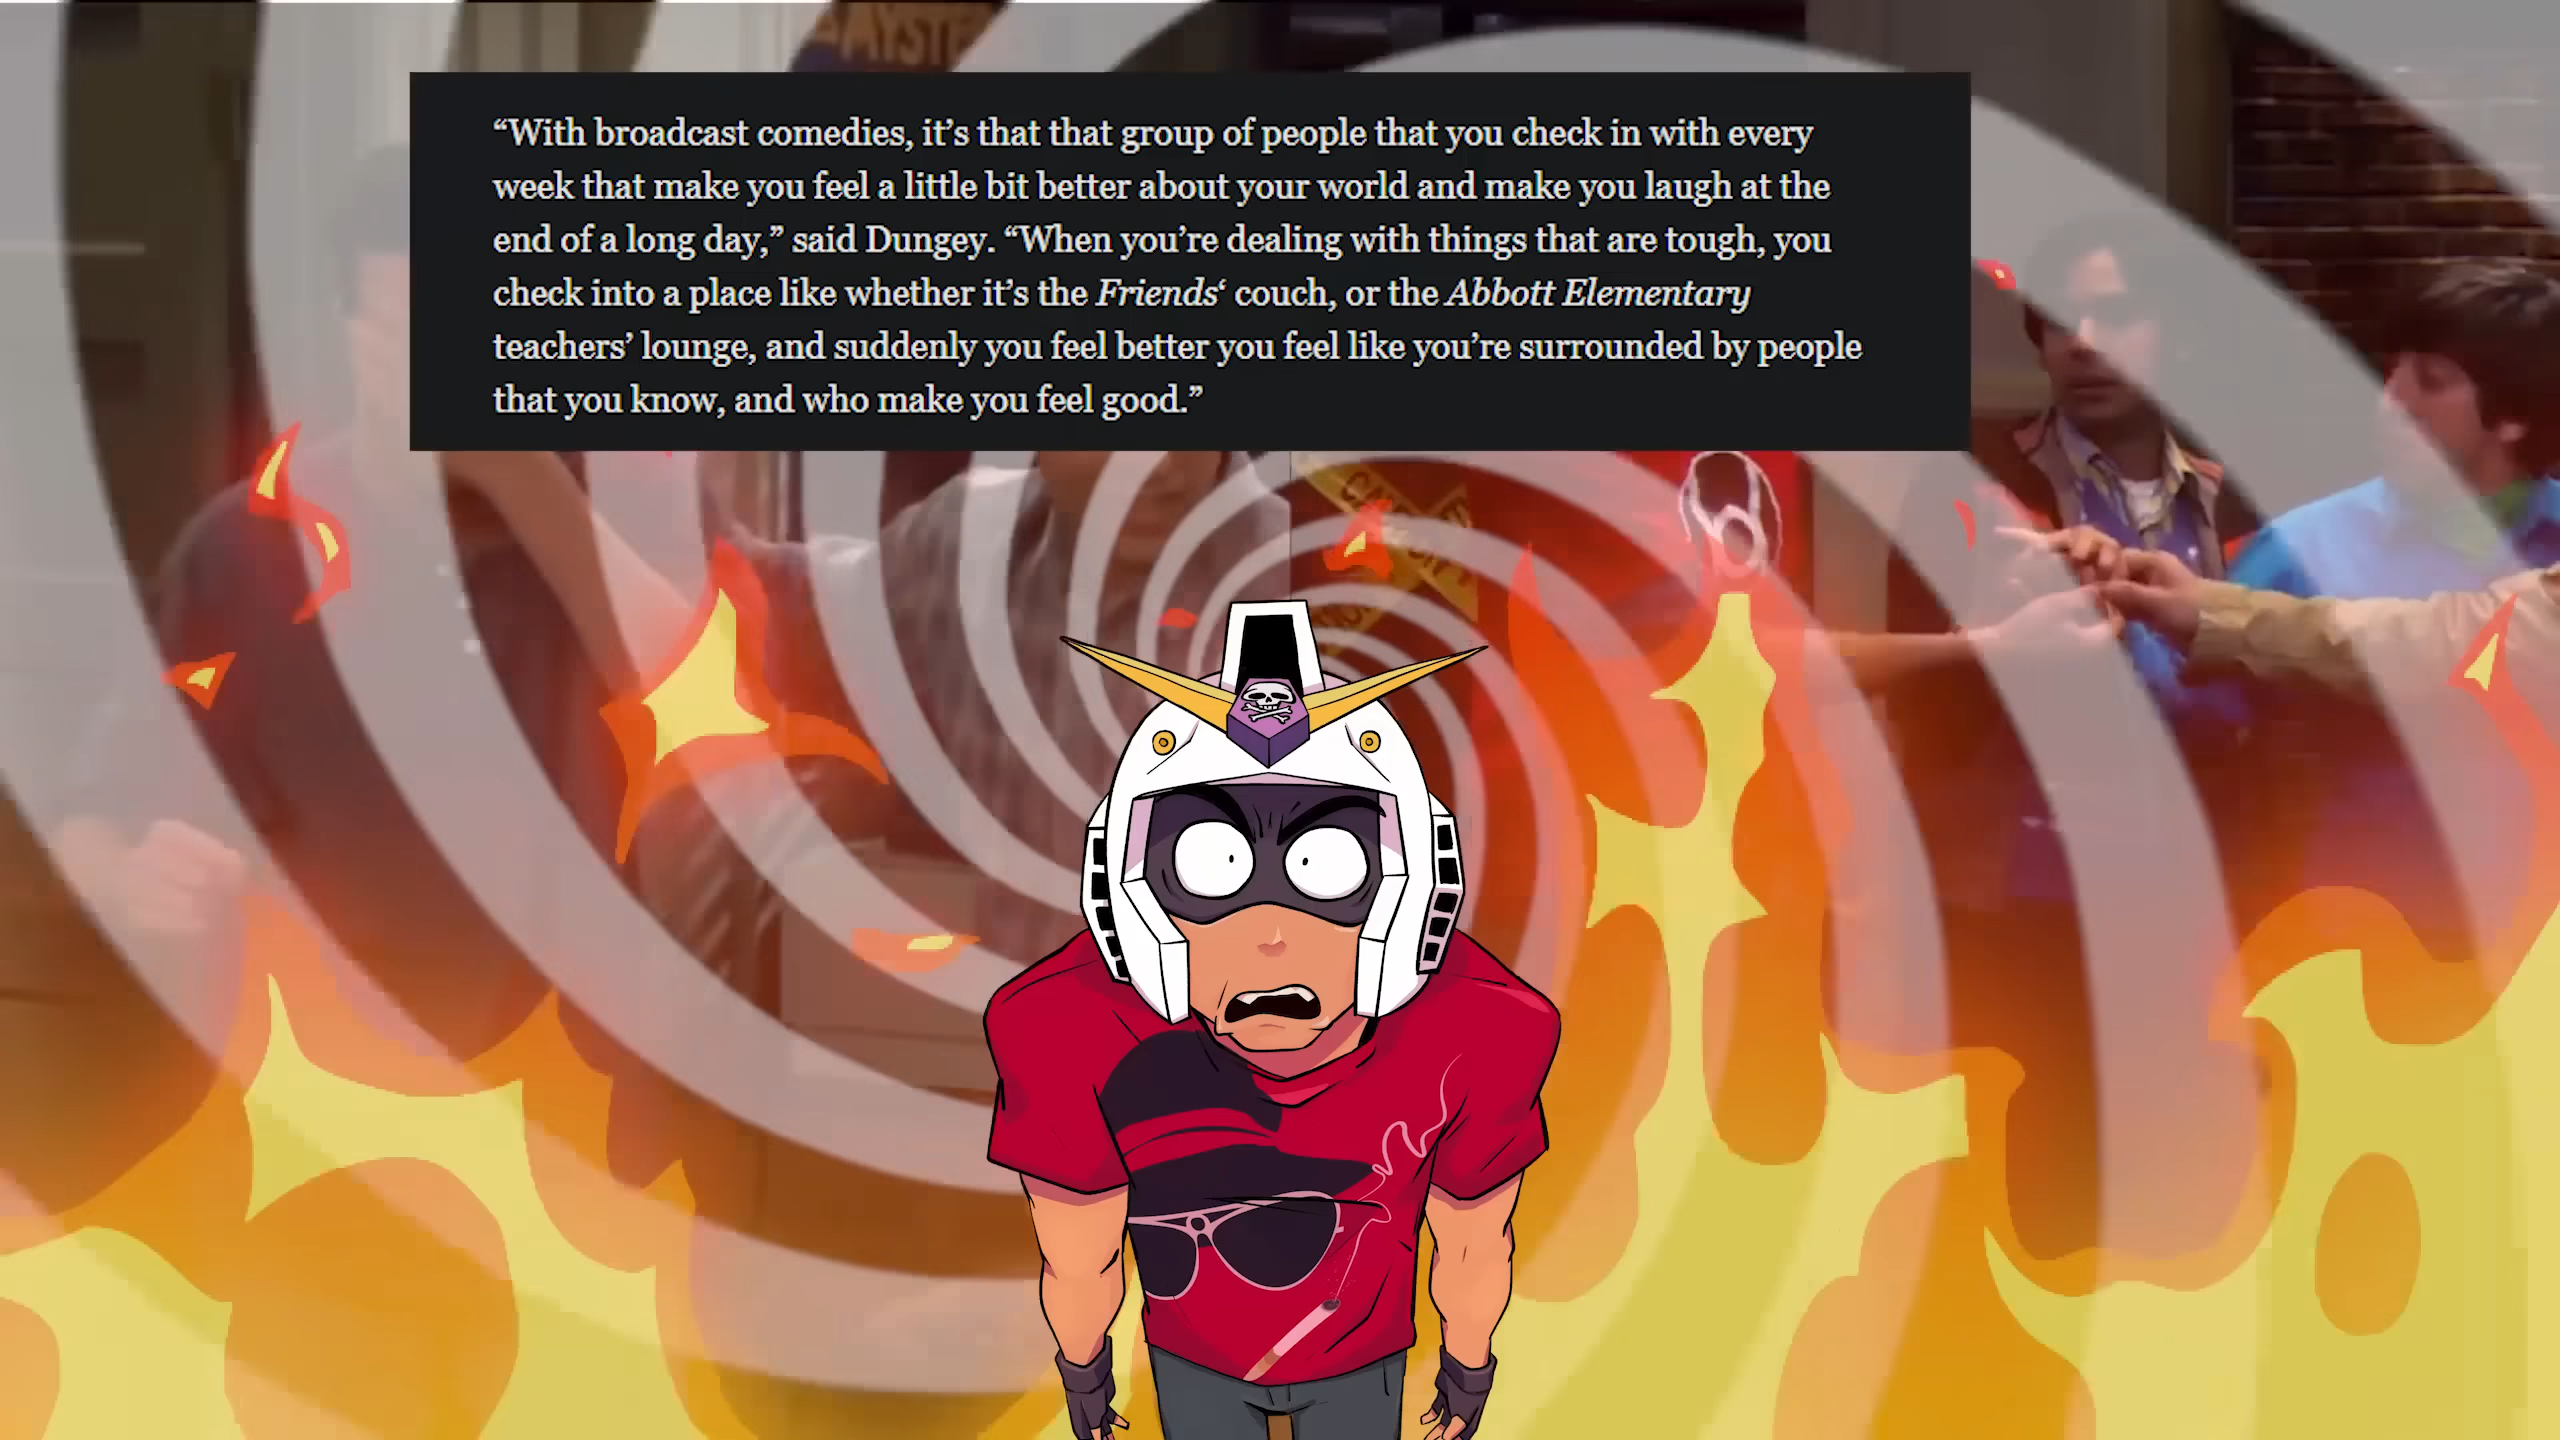 “With broadcast comedies, it’s that that group of people that you check in with every
week that make you feel a little bit better about your world and make you laugh at the
end of a long day,” said Dungey. “When you’re dealing with things that are tough, you
check into a place like whether it’s the Friends‘ couch, or the Abbott Elementary
teachers’ lounge, and suddenly you feel better you feel like you’re surrounded by people
that you know, and who make you feel good.”